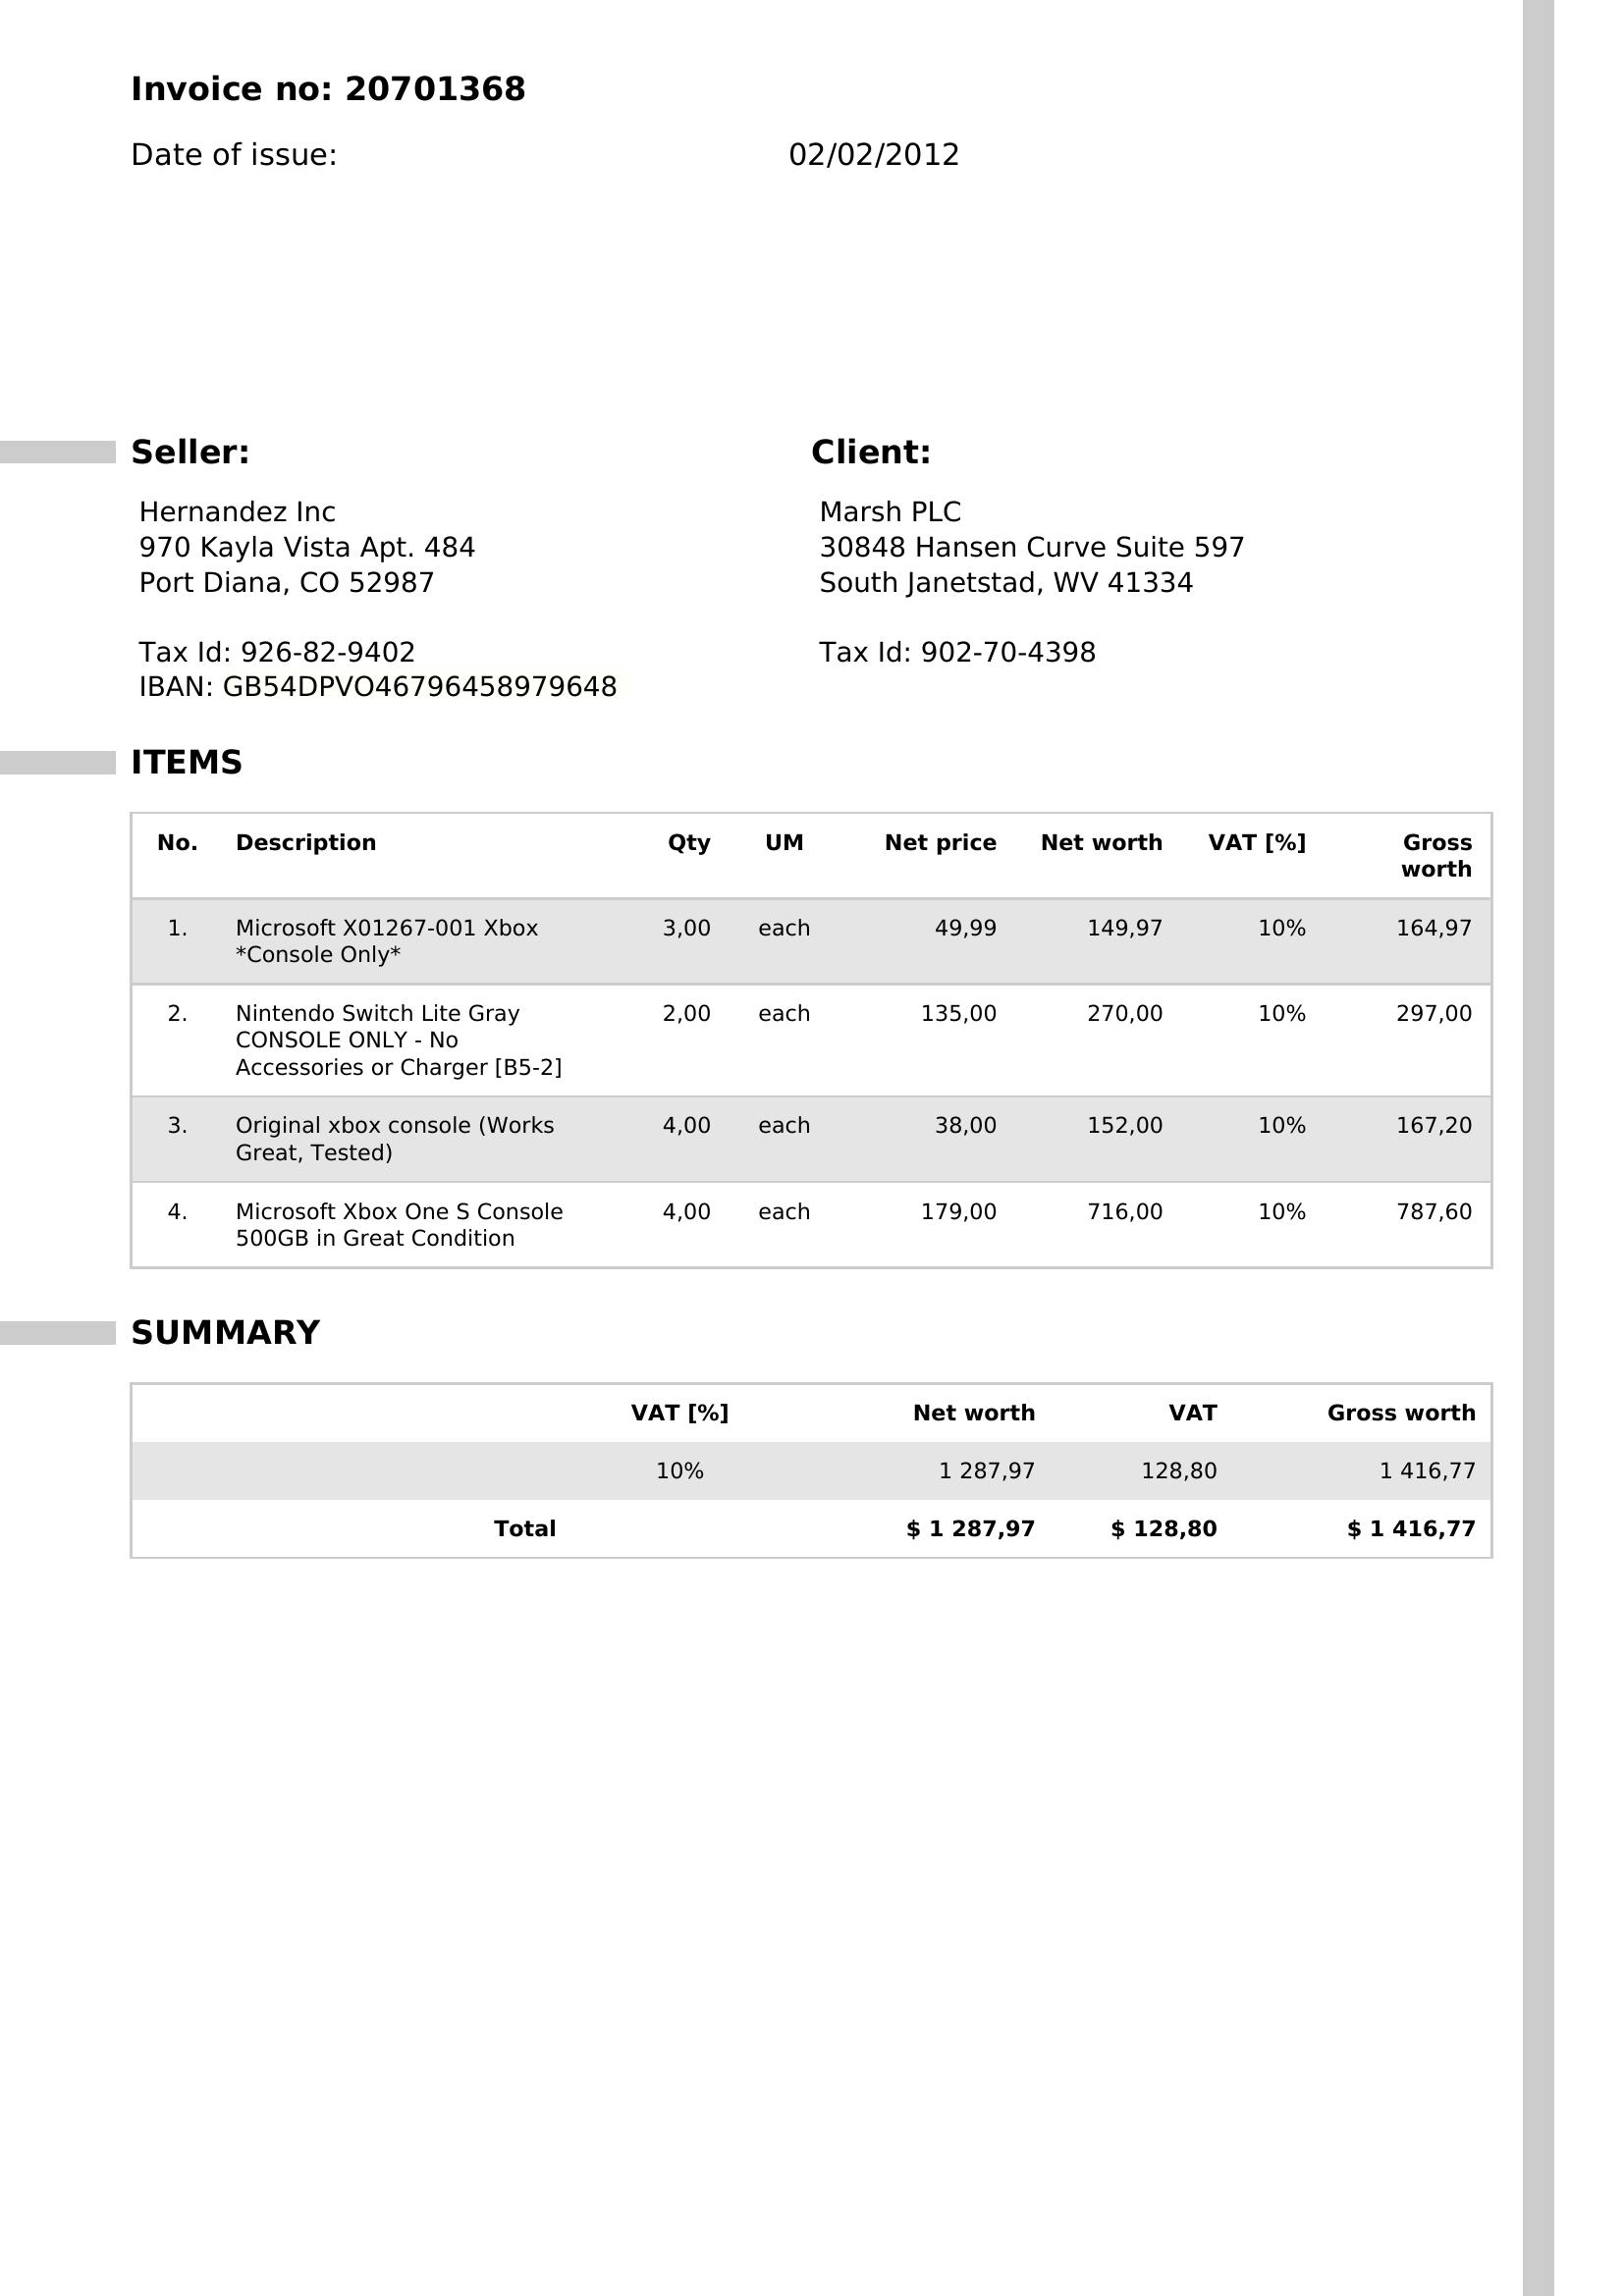 Invoice no: 20701368
Date of issue: 02/02/2012
Seller:
Hernandez Inc
970 Kayla Vista Apt. 484
Port Diana, CO 52987
Tax Id: 926-82-9402
IBAN: GB54DPVO46796458979648
Client:
Marsh PLC
30848 Hansen Curve Suite 597
South Janetstad, WV 41334
Tax Id: 902-70-4398
ITEMS
No. Description Qty UM Net price Net worth VAT [%] Gross
worth
1. Microsoft X01267-001 Xbox 3,00 each 49,99 149,97 10% 164,97
*Console Only*
2. Nintendo Switch Lite Gray 2,00 each 135,00 270,00 10% 297,00
CONSOLE ONLY - No
Accessories or Charger [B5-2]
3. Original xbox console (Works 4,00 each 38,00 152,00 10% 167,20
Great, Tested)
4. Microsoft Xbox One S Console 4,00 each 179,00 716,00 10% 787,60
500GB in Great Condition
SUMMARY
VAT [%] Net worth VAT Gross worth
10% 1 287,97 128,80 1 416,77
Total $ 1 287,97 $ 128,80 $ 1 416,77